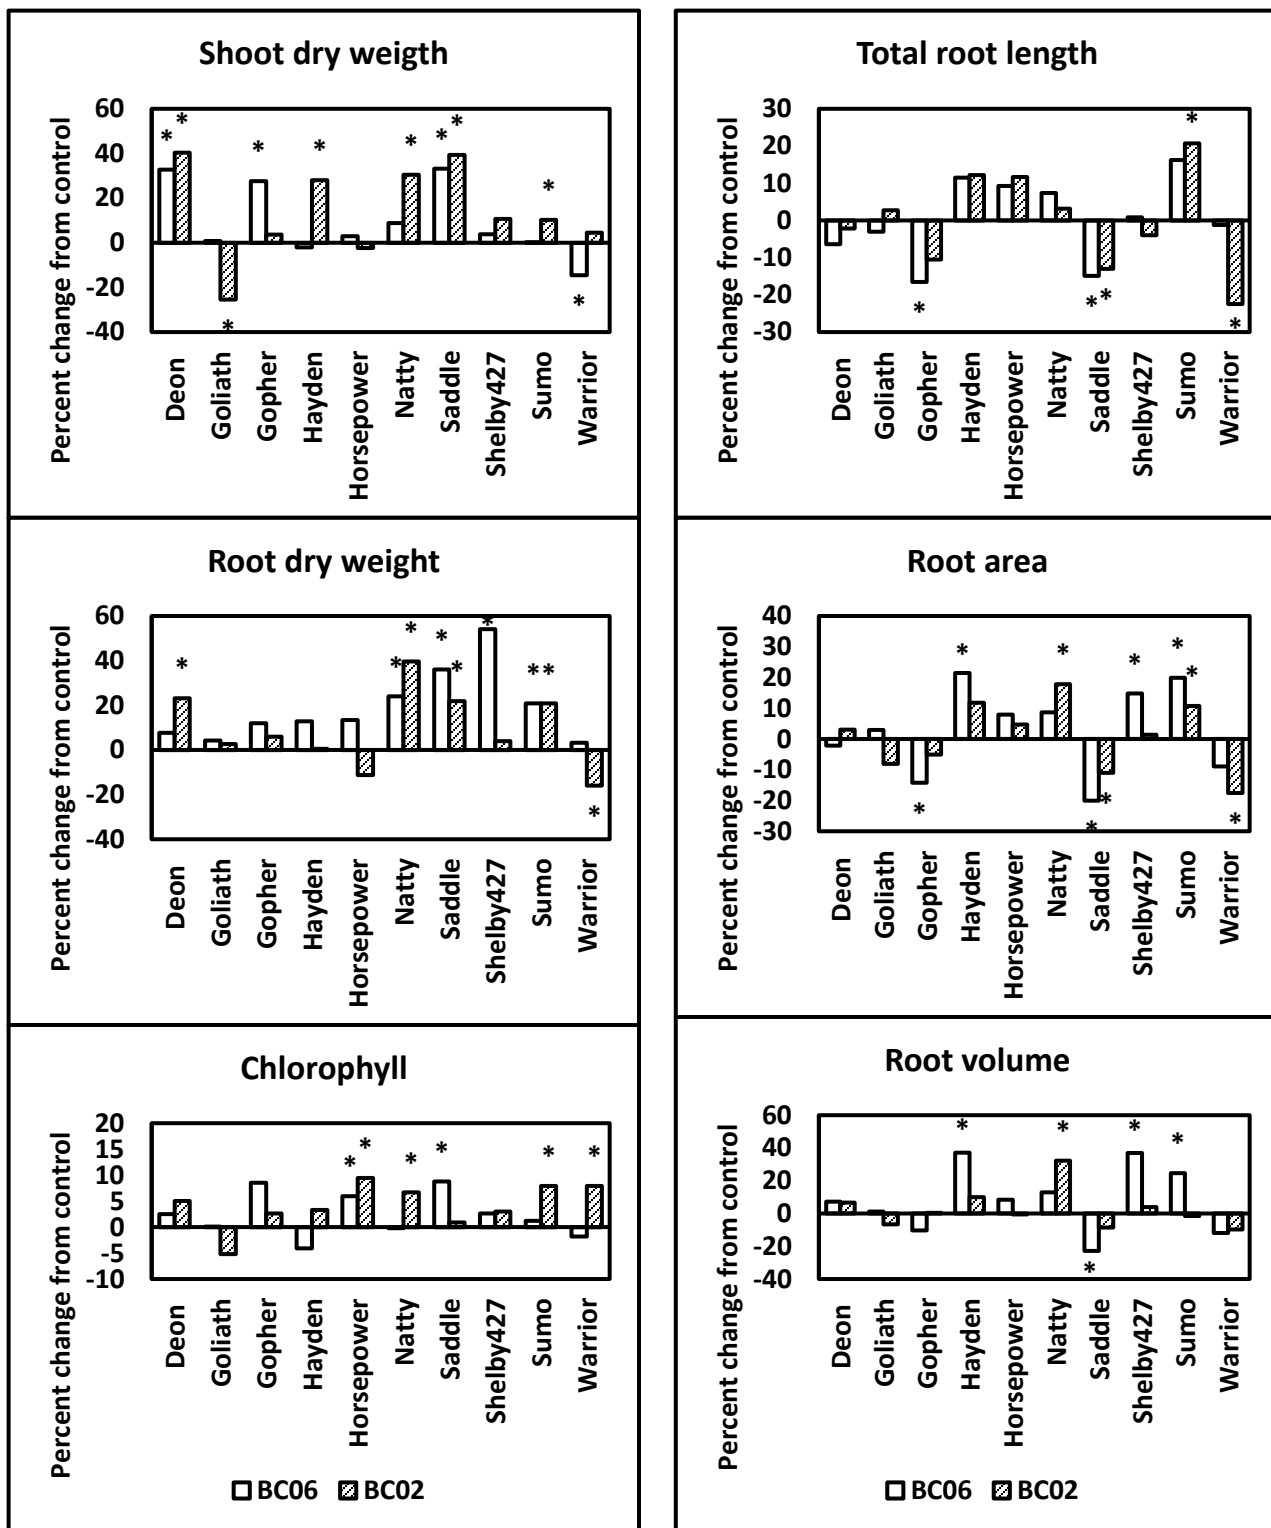 Shoot dry weigth
Percent change from control
60
40
20
0
-20
-40
* * * * * * * * *
* *
Deon
Goliath
Gopher
Hayden
Horsepower
Natty
Saddle
Shelby427
Sumo
Warrior
Root dry weight
Percent change from control
60
40
20
0
-20
-40
* * * * * * * *
*
Deon
Goliath
Gopher
Hayden
Horsepower
Natty
Saddle
Shelby427
Sumo
Warrior
Chlorophyll
Percent change from control
20
15
10
5
0
-5
-10
* * * * * *
Deon
Goliath
Gopher
Hayden
Horsepower
Natty
Saddle
Shelby427
Sumo
Warrior
BC06 BC02
Total root length
Percent change from control
30
20
10
0
-10
-20
-30
*
* * * *
Deon
Goliath
Gopher
Hayden
Horsepower
Natty
Saddle
Shelby427
Sumo
Warrior
Root area
Percent change from control
40
30
20
10
0
-10
-20
-30
* * * * *
* * * *
Deon
Goliath
Gopher
Hayden
Horsepower
Natty
Saddle
Shelby427
Sumo
Warrior
Root volume
Percent change from control
60
40
20
0
-20
-40
* * * *
*
Deon
Goliath
Gopher
Hayden
Horsepower
Natty
Saddle
Shelby427
Sumo
Warrior
BC06 BC02